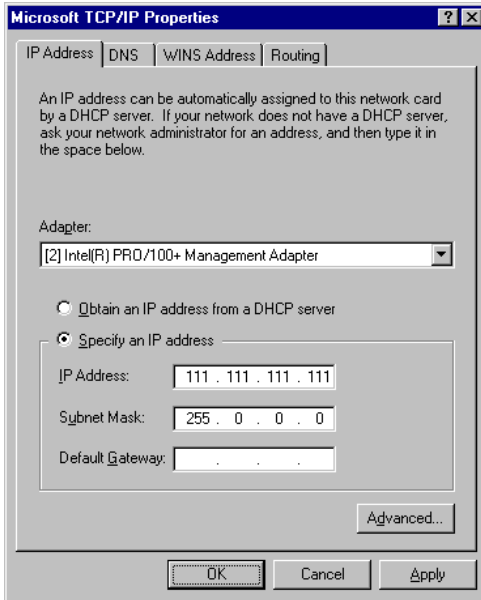 Microsoft TCP/IP Properties
IP Address DNS WINS Address Routing
An IP address can be automatically assigned to this network card
by a DHCP server. If your network does not have a DHCP server,
ask your network administrator for an address, and then type it in
the space below.
Adapter:
[2] Intel(R) PRO/100+ Management Adapter
Obtain an IP address from a DHCP server
Specify an IP address
IP Address: 111 . 111 . 111 . 111
Subnet Mask: 255 . 0 . 0 . 0
Default Gateway: . . .
Advanced...
OK Cancel Apply